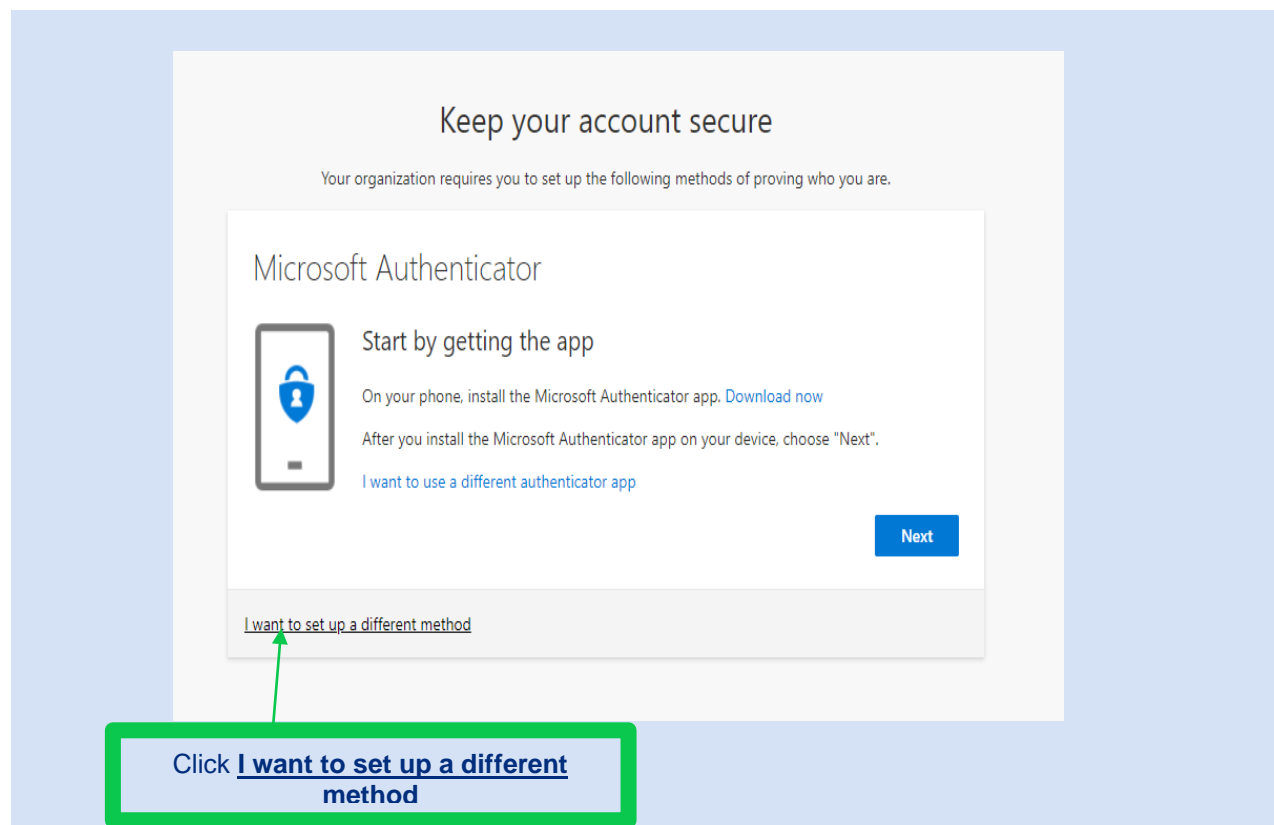 Keep your account secure
Your organization requires you to set up the following methods of proving who you are.
Microsoft Authenticator
Start by getting the app
On your phone, install the Microsoft Authenticator app. Download now
After you install the Microsoft Authenticator app on your device, choose "Next".
I want to use a different authenticator app
Next
I want to set up a different method
Click I want to set up a different
method